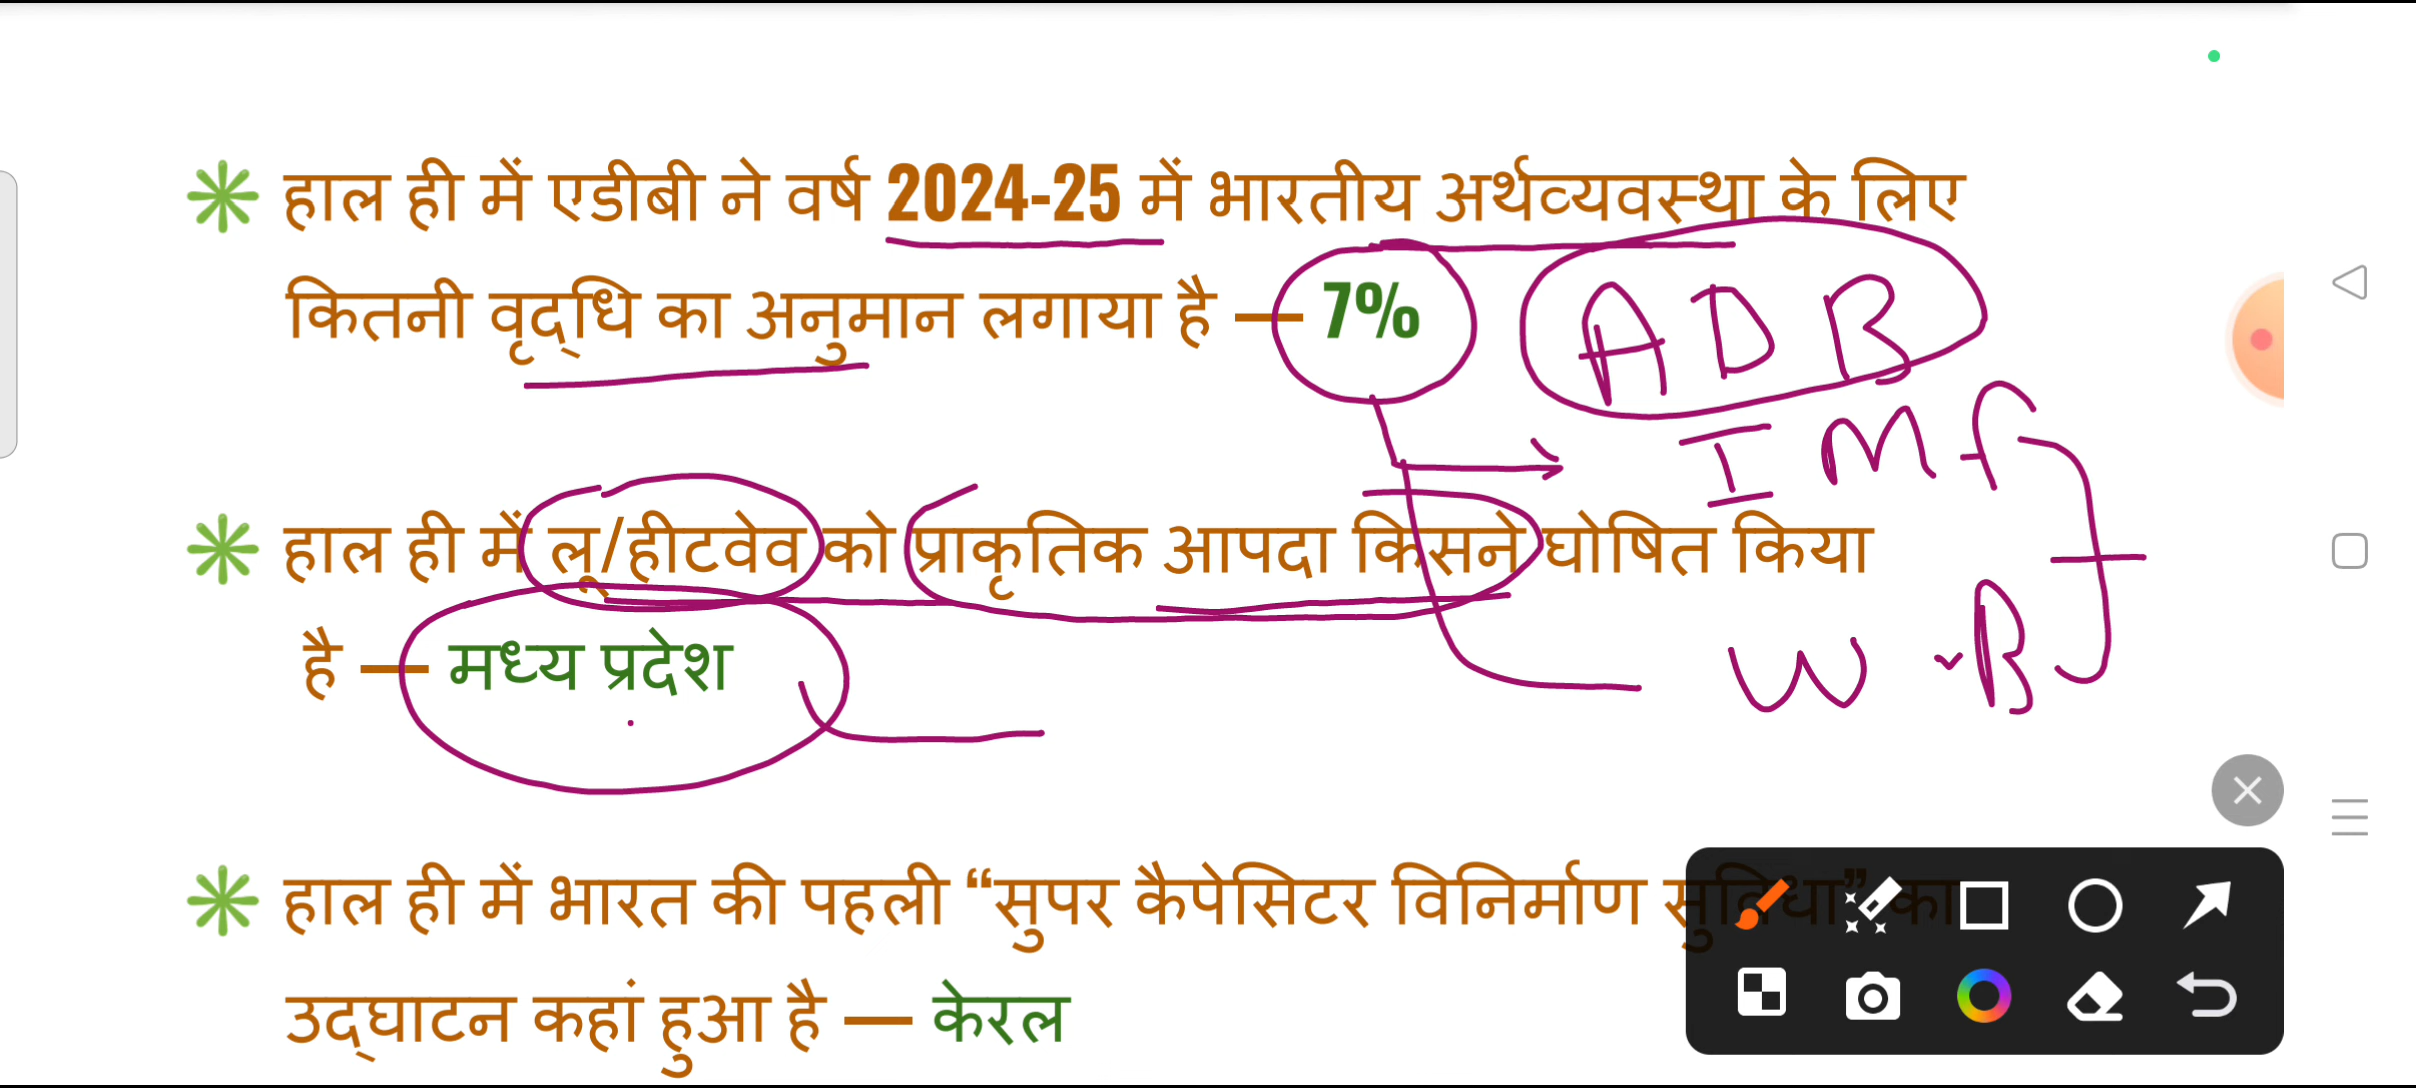 हाल ही में एडीबी ने वर्ष 2024-25 में भारतीय अर्थव्यवस्था के लिए
कितनी वृद्धि का अनुमान लगाया है — 7%
ADB
IMF
हाल ही में लू/हीटवेव को प्राकृतिक आपदा किसने घोषित किया
है — मध्य प्रदेश
W.B
हाल ही में भारत की पहली “सुपर कैपेसिटर विनिर्माण सुविधा” का
उद्घाटन कहां हुआ है — केरल